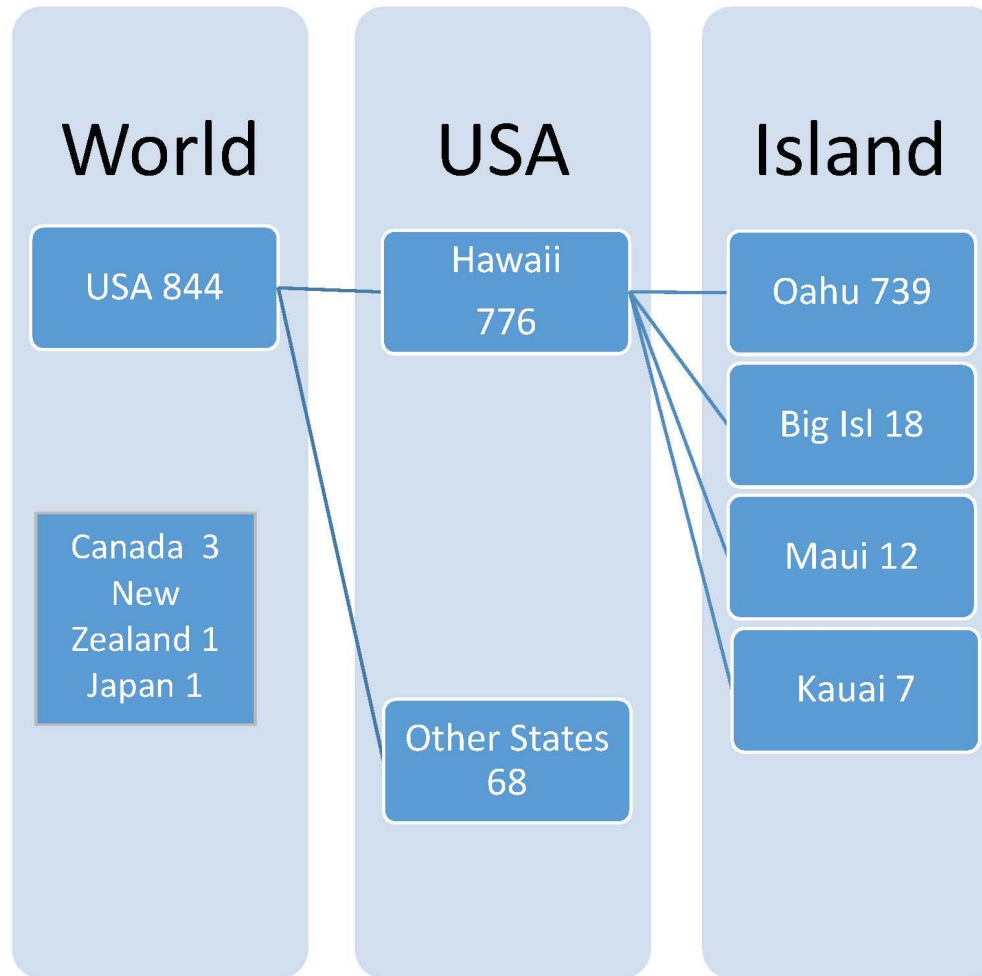 World
USA 844
Canada 3
New
Zealand 1
Japan 1
USA
Hawaii
776
Other States
68
Island
Oahu 739
Big Isl 18
Maui 12
Kauai 7